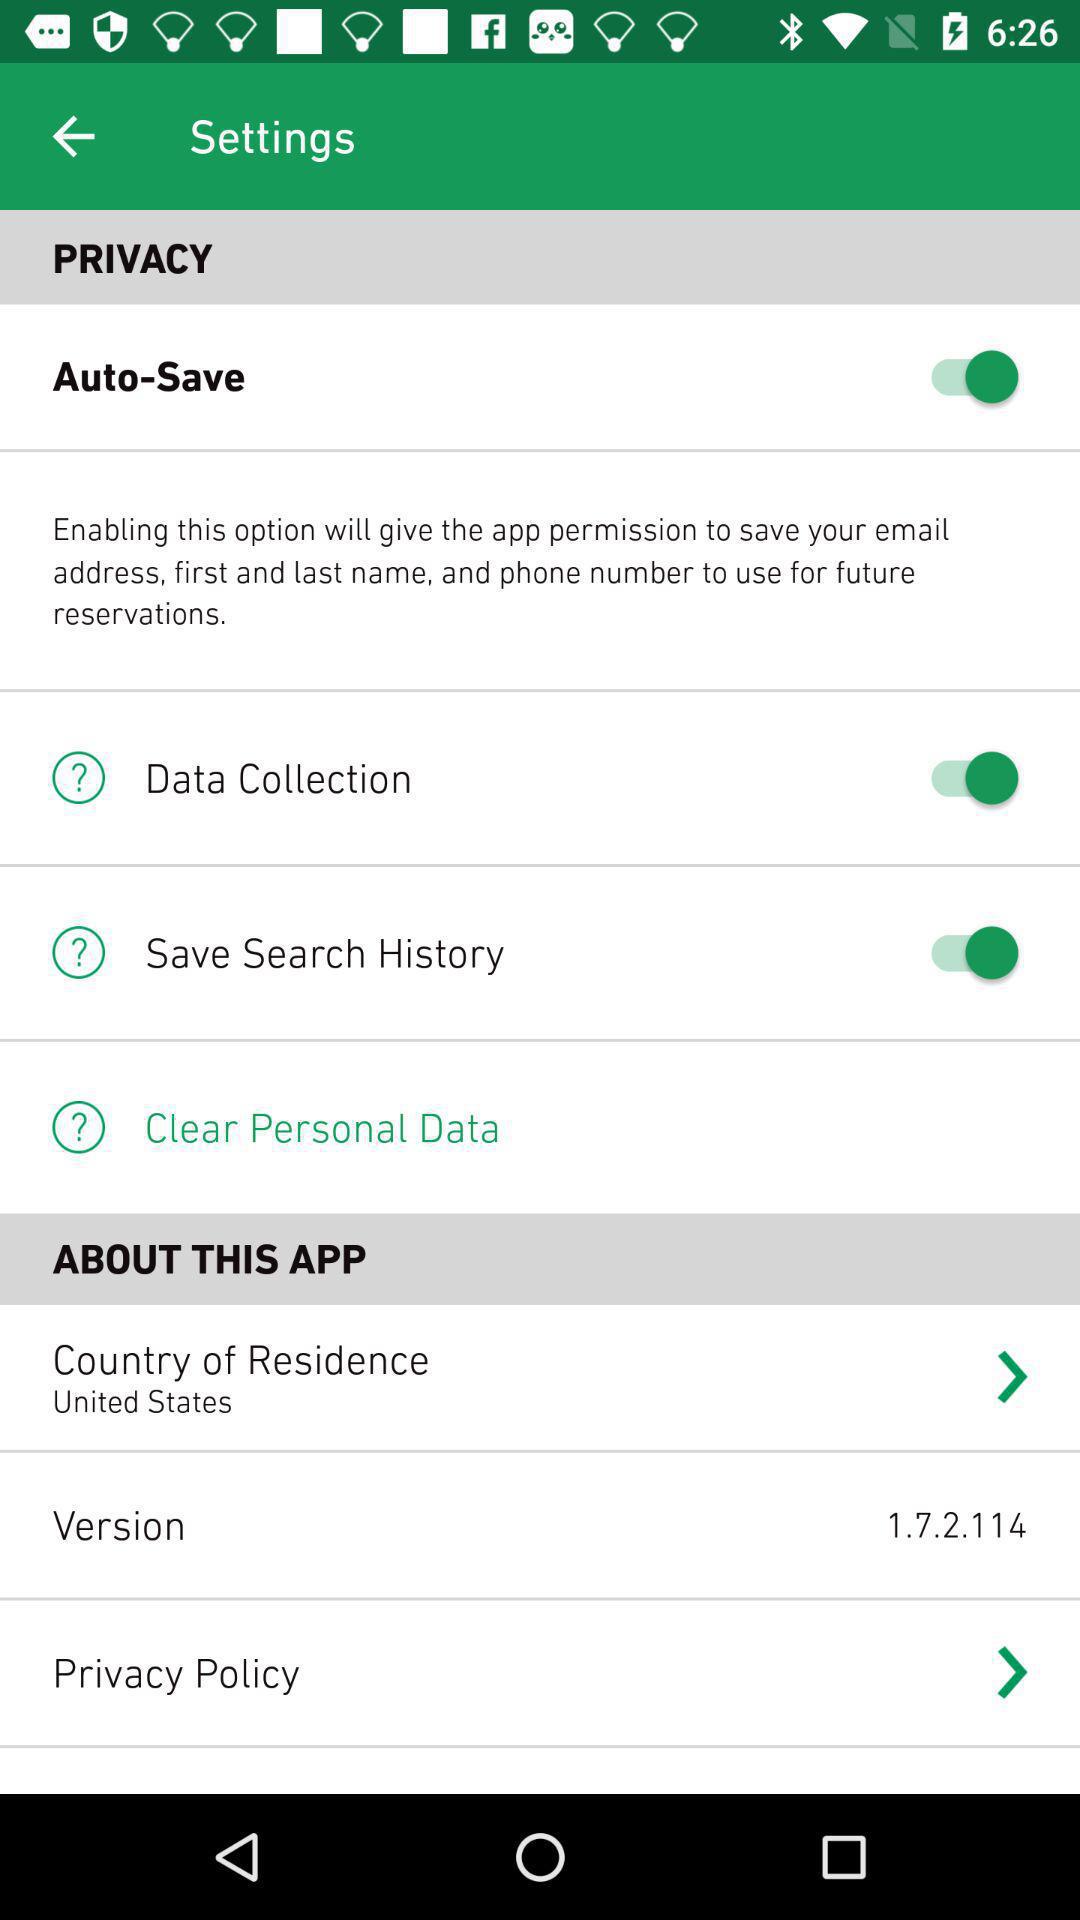 6:26
Settings
PRIVACY
Auto-Save
Enabling this option will give the app permission to save your email
address, first and last name, and phone number to use for future
reservations.
? Data Collection
? Save Search History
? Clear Personal Data
ABOUT THIS APP
Country of Residence
United States
Version 1.7.2.114
Privacy Policy